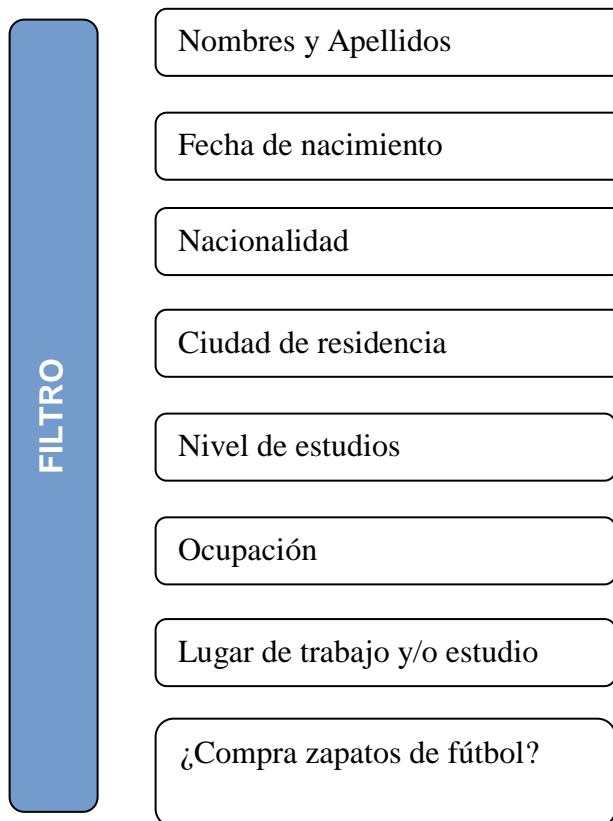 FILTRO
Nombres y Apellidos
Fecha de nacimiento
Nacionalidad
Ciudad de residencia
Nivel de estudios
Ocupación
Lugar de trabajo y/o estudio
¿Compra zapatos de fútbol?